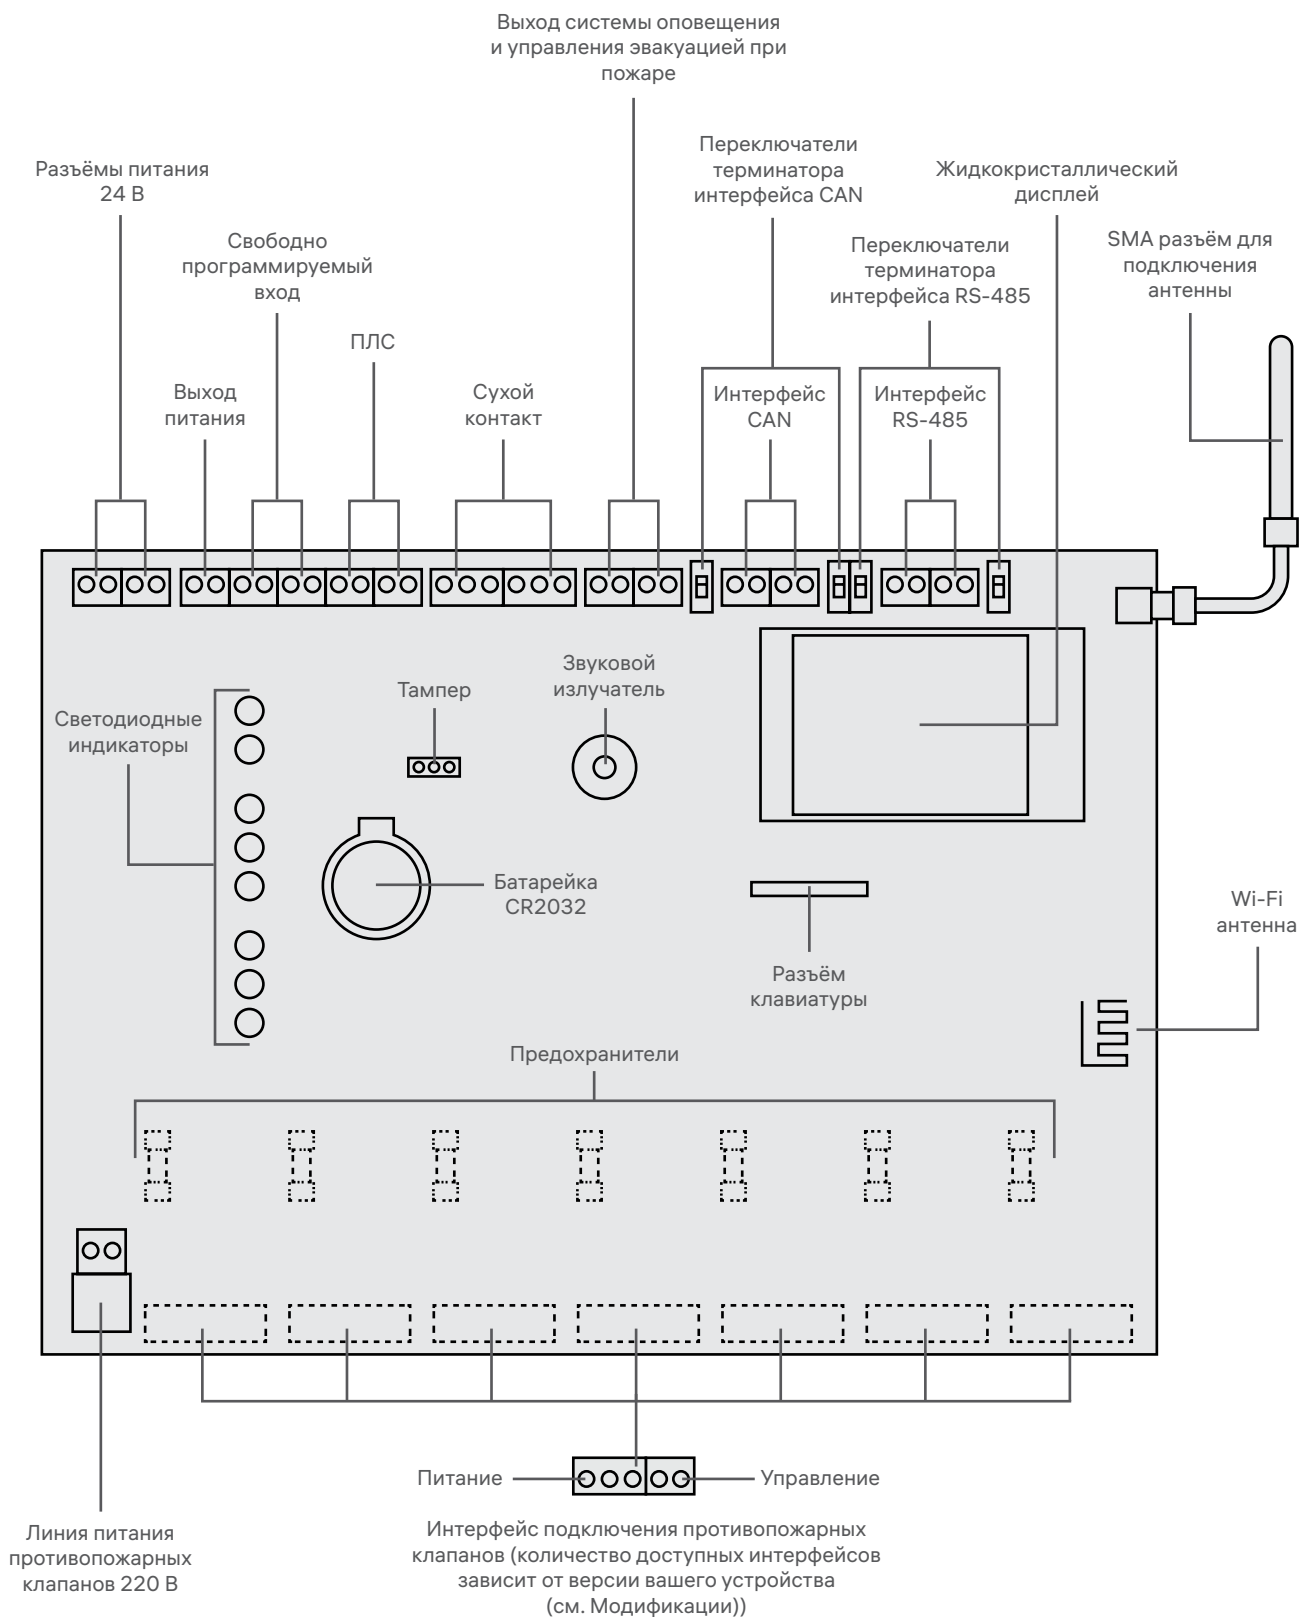 Выход системы оповещения
и управления эвакуацией при
пожаре
Переключатели
терминатора
интерфейса CAN
Разъёмы питания
24 В
Жидкокристаллический
дисплей
Свободно
программируемый
вход
Переключатели
терминатора
интерфейса RS-485
SMA разъём для
подключения
антенны
ПЛС
Выход
питания
Сухой
контакт
Интерфейс
CAN
Интерфейс
RS-485
Звуковой
излучатель
Тампер
Светодиодные
индикаторы
Батарейка
CR2032
Wi-Fi
антенна
Разъём
клавиатуры
Предохранители
Питание
Управление
Линия питания
противопожарных
клапанов 220 В
Интерфейс подключения противопожарных
клапанов (количество доступных интерфейсов
зависит от версии вашего устройства
(см. Модификации))